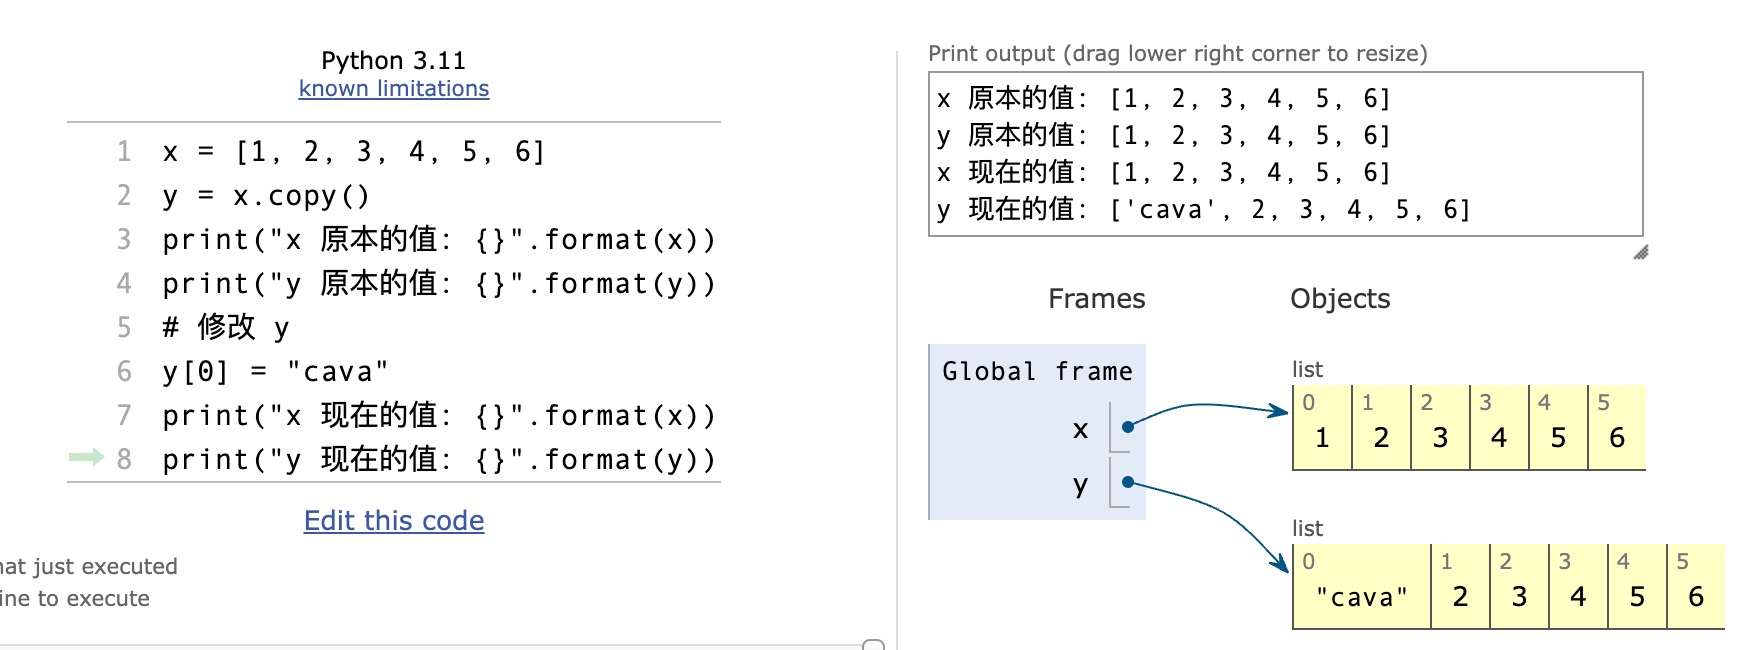 Python 3.11
known limitations
1 x = [1, 2, 3, 4, 5, 6]
2 y = x.copy()
3 print("x 原本的值: {}".format(x))
4 print("y 原本的值: {}".format(y))
5 # 修改 y
6 y[0] = "cava"
7 print("x 现在的值: {}".format(x))
8 print("y 现在的值: {}".format(y))
Edit this code
just executed
to execute
Print output (drag lower right corner to resize)
x 原本的值: [1, 2, 3, 4, 5, 6]
y 原本的值: [1, 2, 3, 4, 5, 6]
x 现在的值: [1, 2, 3, 4, 5, 6]
y 现在的值: ['cava', 2, 3, 4, 5, 6]
Frames Objects
Global frame
x
y
list
0 1 2 3 4 5
1 2 3 4 5 6
list
0 1 2 3 4 5
"cava" 2 3 4 5 6